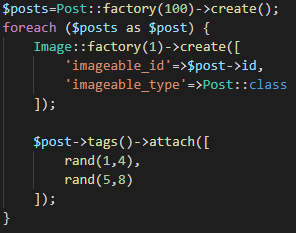 $posts=Post::factory(100)->create();
foreach ($posts as $post) {
    Image::factory(1)->create([
        'imageable_id'=>$post->id,
        'imageable_type'=>Post::class
    ]);

    $post->tags()->attach([
        rand(1,4),
        rand(5,8)
    ]);
}